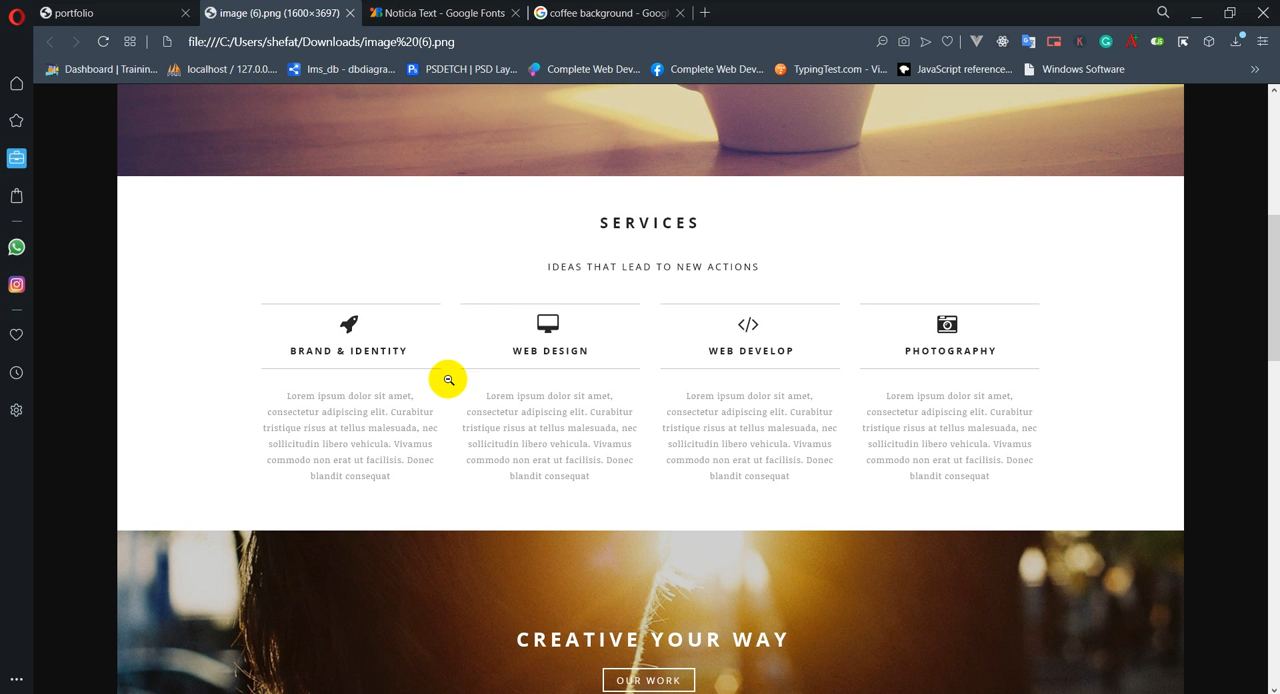 portfolio
image (6).png (1600×3697)
Noticia Text - Google Fonts
coffee background - Goog
file:///C:/Users/shefat/Downloads/image%20(6).png
Dashboard | Trainin...
localhost / 127.0.0....
lms_db - dbdiagra...
PSDETCH | PSD Lay...
Complete Web Dev...
Complete Web Dev...
TypingTest.com - Vi...
JavaScript reference...
Windows Software
SERVICES
IDEAS THAT LEAD TO NEW ACTIONS
BRAND & IDENTITY
WEB DESIGN
WEB DEVELOP
PHOTOGRAPHY
Lorem ipsum dolor sit amet,
consectetur adipiscing elit. Curabitur
tristique risus at tellus malesuada, nec
sollicitudin libero vehicula. Vivamus
commodo non erat ut facilisis. Donec
blandit consequat
Lorem ipsum dolor sit amet,
consectetur adipiscing elit. Curabitur
tristique risus at tellus malesuada, nec
sollicitudin libero vehicula. Vivamus
commodo non erat ut facilisis. Donec
blandit consequat
Lorem ipsum dolor sit amet,
consectetur adipiscing elit. Curabitur
tristique risus at tellus malesuada, nec
sollicitudin libero vehicula. Vivamus
commodo non erat ut facilisis. Donec
blandit consequat
Lorem ipsum dolor sit amet,
consectetur adipiscing elit. Curabitur
tristique risus at tellus malesuada, nec
sollicitudin libero vehicula. Vivamus
commodo non erat ut facilisis. Donec
blandit consequat
CREATIVE YOUR WAY
OUR WORK